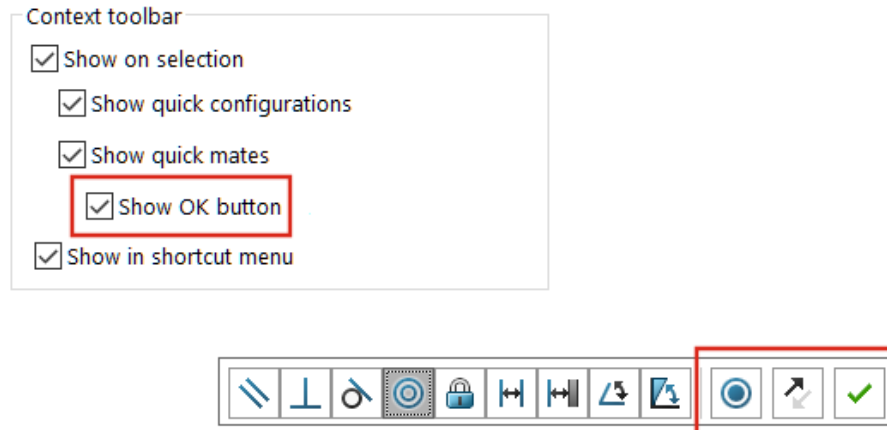 Context toolbar
Show on selection
Show quick configurations
Show quick mates
Show OK button
Show in shortcut menu